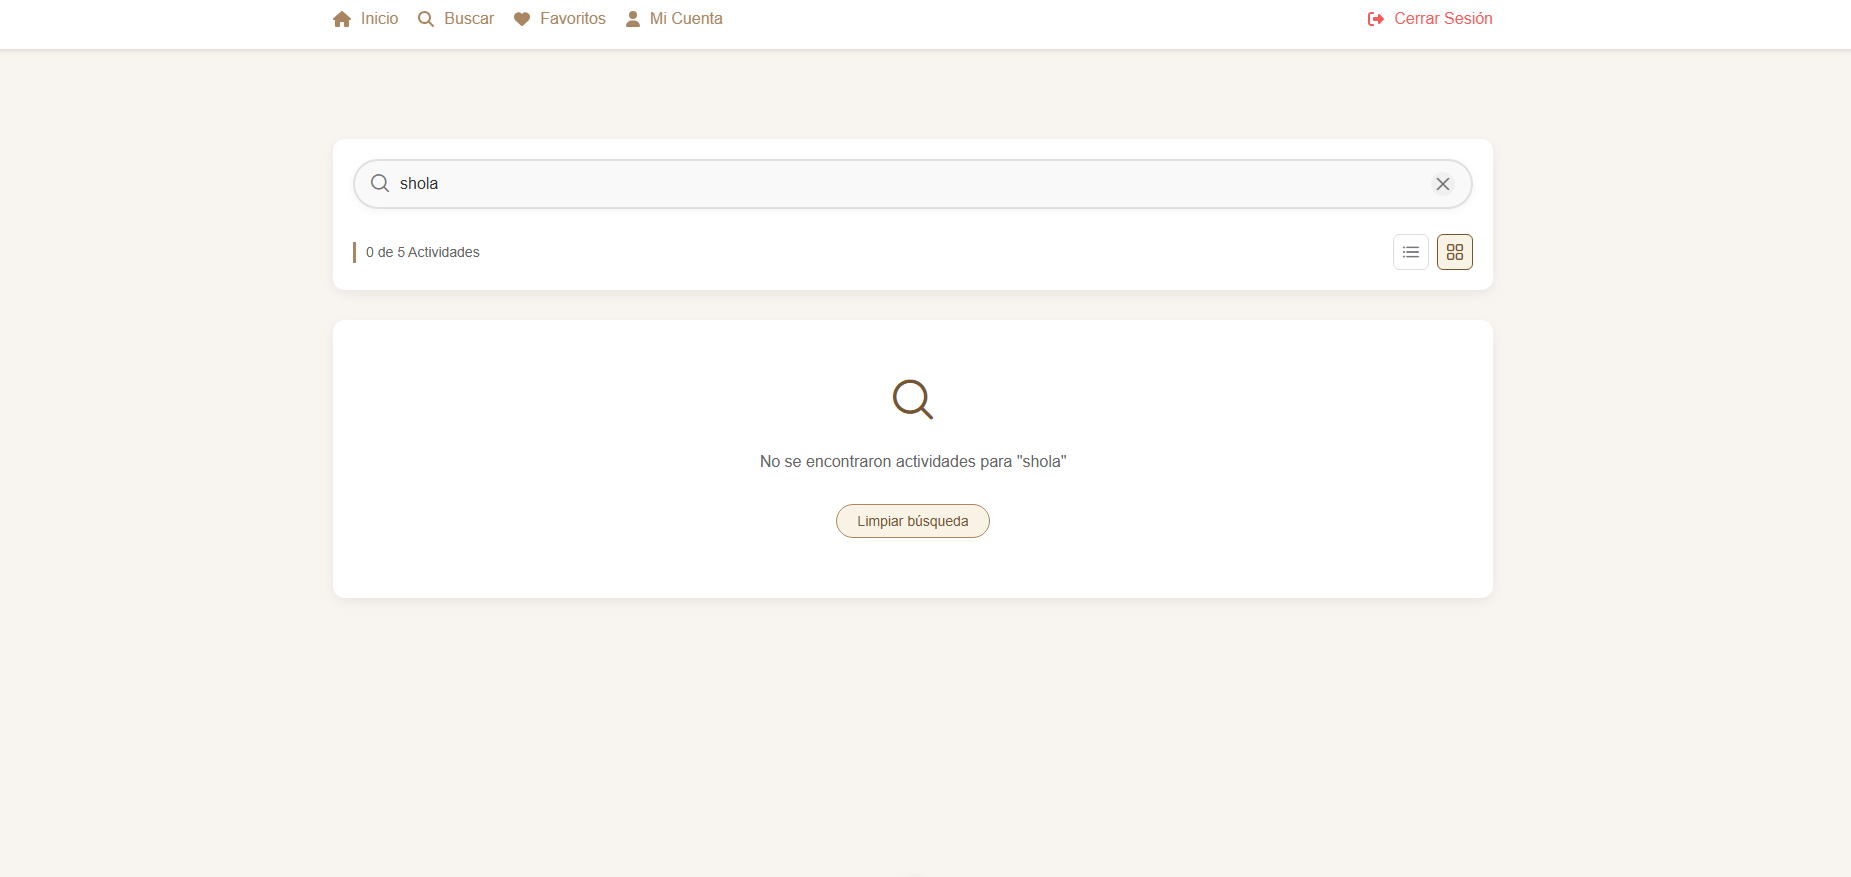 Inicio Buscar Favoritos Mi Cuenta Cerrar Sesión
shola
0 de 5 Actividades
No se encontraron actividades para "shola"
Limpiar búsqueda